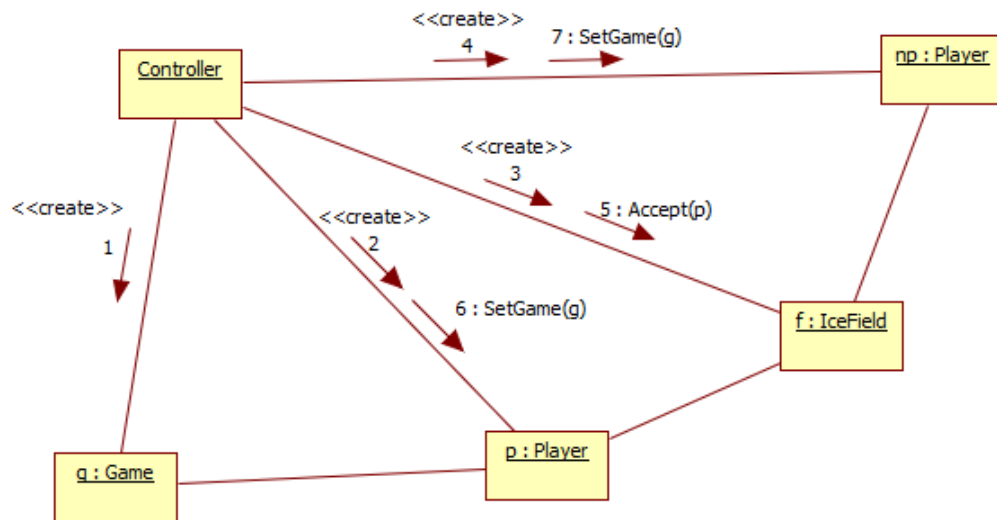 <<create>>
4
7 : SetGame(g)
Controller
np : Player
<<create>>
3
<<create>>
1
<<create>>
2
5 : Accept(p)
6 : SetGame(g)
f : IceField
p : Player
g : Game